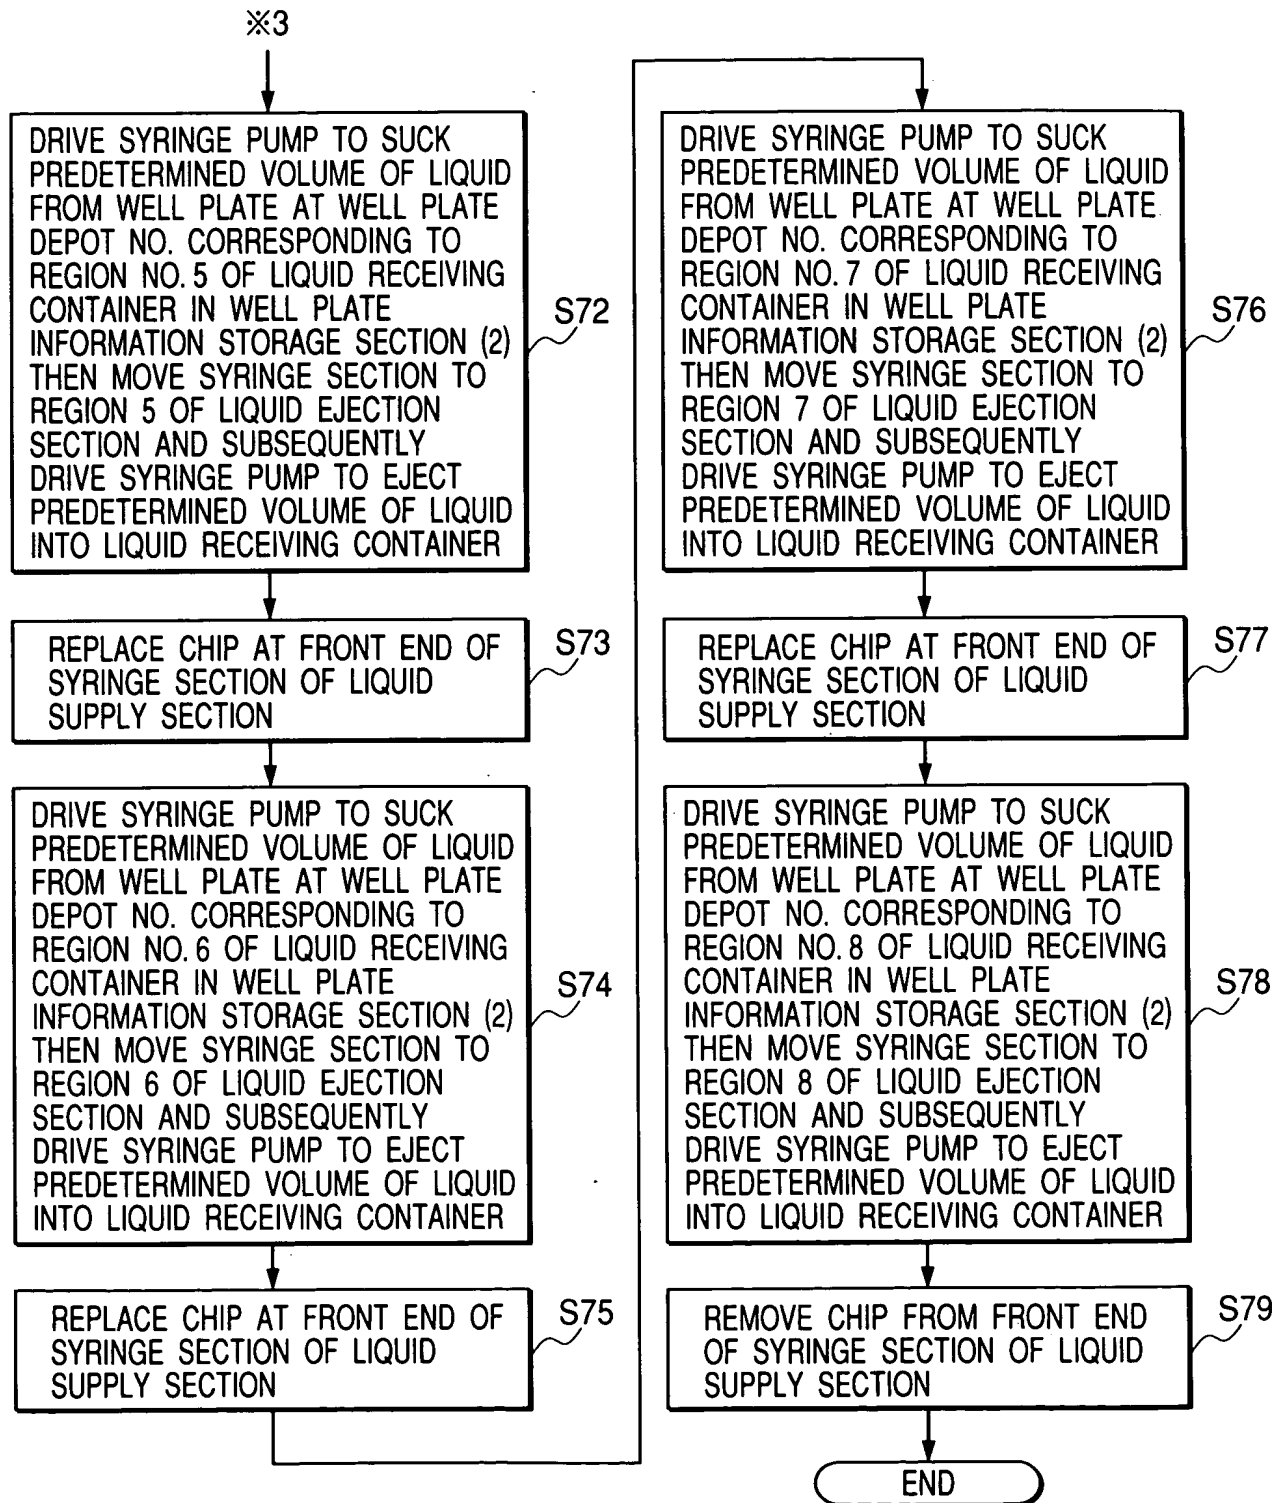 ※3
DRIVE SYRINGE PUMP TO SUCK
PREDETERMINED VOLUME OF LIQUID
FROM WELL PLATE AT WELL PLATE
DEPOT NO. CORRESPONDING TO
REGION NO. 5 OF LIQUID RECEIVING
CONTAINER IN WELL PLATE
INFORMATION STORAGE SECTION (2)
THEN MOVE SYRINGE SECTION TO
REGION 5 OF LIQUID EJECTION
SECTION AND SUBSEQUENTLY
DRIVE SYRINGE PUMP TO EJECT
PREDETERMINED VOLUME OF LIQUID
INTO LIQUID RECEIVING CONTAINER
S72
REPLACE CHIP AT FRONT END OF
SYRINGE SECTION OF LIQUID
SUPPLY SECTION
S73
DRIVE SYRINGE PUMP TO SUCK
PREDETERMINED VOLUME OF LIQUID
FROM WELL PLATE AT WELL PLATE
DEPOT NO. CORRESPONDING TO
REGION NO. 6 OF LIQUID RECEIVING
CONTAINER IN WELL PLATE
INFORMATION STORAGE SECTION (2)
THEN MOVE SYRINGE SECTION TO
REGION 6 OF LIQUID EJECTION
SECTION AND SUBSEQUENTLY
DRIVE SYRINGE PUMP TO EJECT
PREDETERMINED VOLUME OF LIQUID
INTO LIQUID RECEIVING CONTAINER
S74
REPLACE CHIP AT FRONT END OF
SYRINGE SECTION OF LIQUID
SUPPLY SECTION
S75
DRIVE SYRINGE PUMP TO SUCK
PREDETERMINED VOLUME OF LIQUID
FROM WELL PLATE AT WELL PLATE
DEPOT NO. CORRESPONDING TO
REGION NO. 7 OF LIQUID RECEIVING
CONTAINER IN WELL PLATE
INFORMATION STORAGE SECTION (2)
THEN MOVE SYRINGE SECTION TO
REGION 7 OF LIQUID EJECTION
SECTION AND SUBSEQUENTLY
DRIVE SYRINGE PUMP TO EJECT
PREDETERMINED VOLUME OF LIQUID
INTO LIQUID RECEIVING CONTAINER
S76
REPLACE CHIP AT FRONT END OF
SYRINGE SECTION OF LIQUID
SUPPLY SECTION
S77
DRIVE SYRINGE PUMP TO SUCK
PREDETERMINED VOLUME OF LIQUID
FROM WELL PLATE AT WELL PLATE
DEPOT NO. CORRESPONDING TO
REGION NO. 8 OF LIQUID RECEIVING
CONTAINER IN WELL PLATE
INFORMATION STORAGE SECTION (2)
THEN MOVE SYRINGE SECTION TO
REGION 8 OF LIQUID EJECTION
SECTION AND SUBSEQUENTLY
DRIVE SYRINGE PUMP TO EJECT
PREDETERMINED VOLUME OF LIQUID
INTO LIQUID RECEIVING CONTAINER
S78
REMOVE CHIP FROM FRONT END
OF SYRINGE SECTION OF LIQUID
SUPPLY SECTION
S79
END